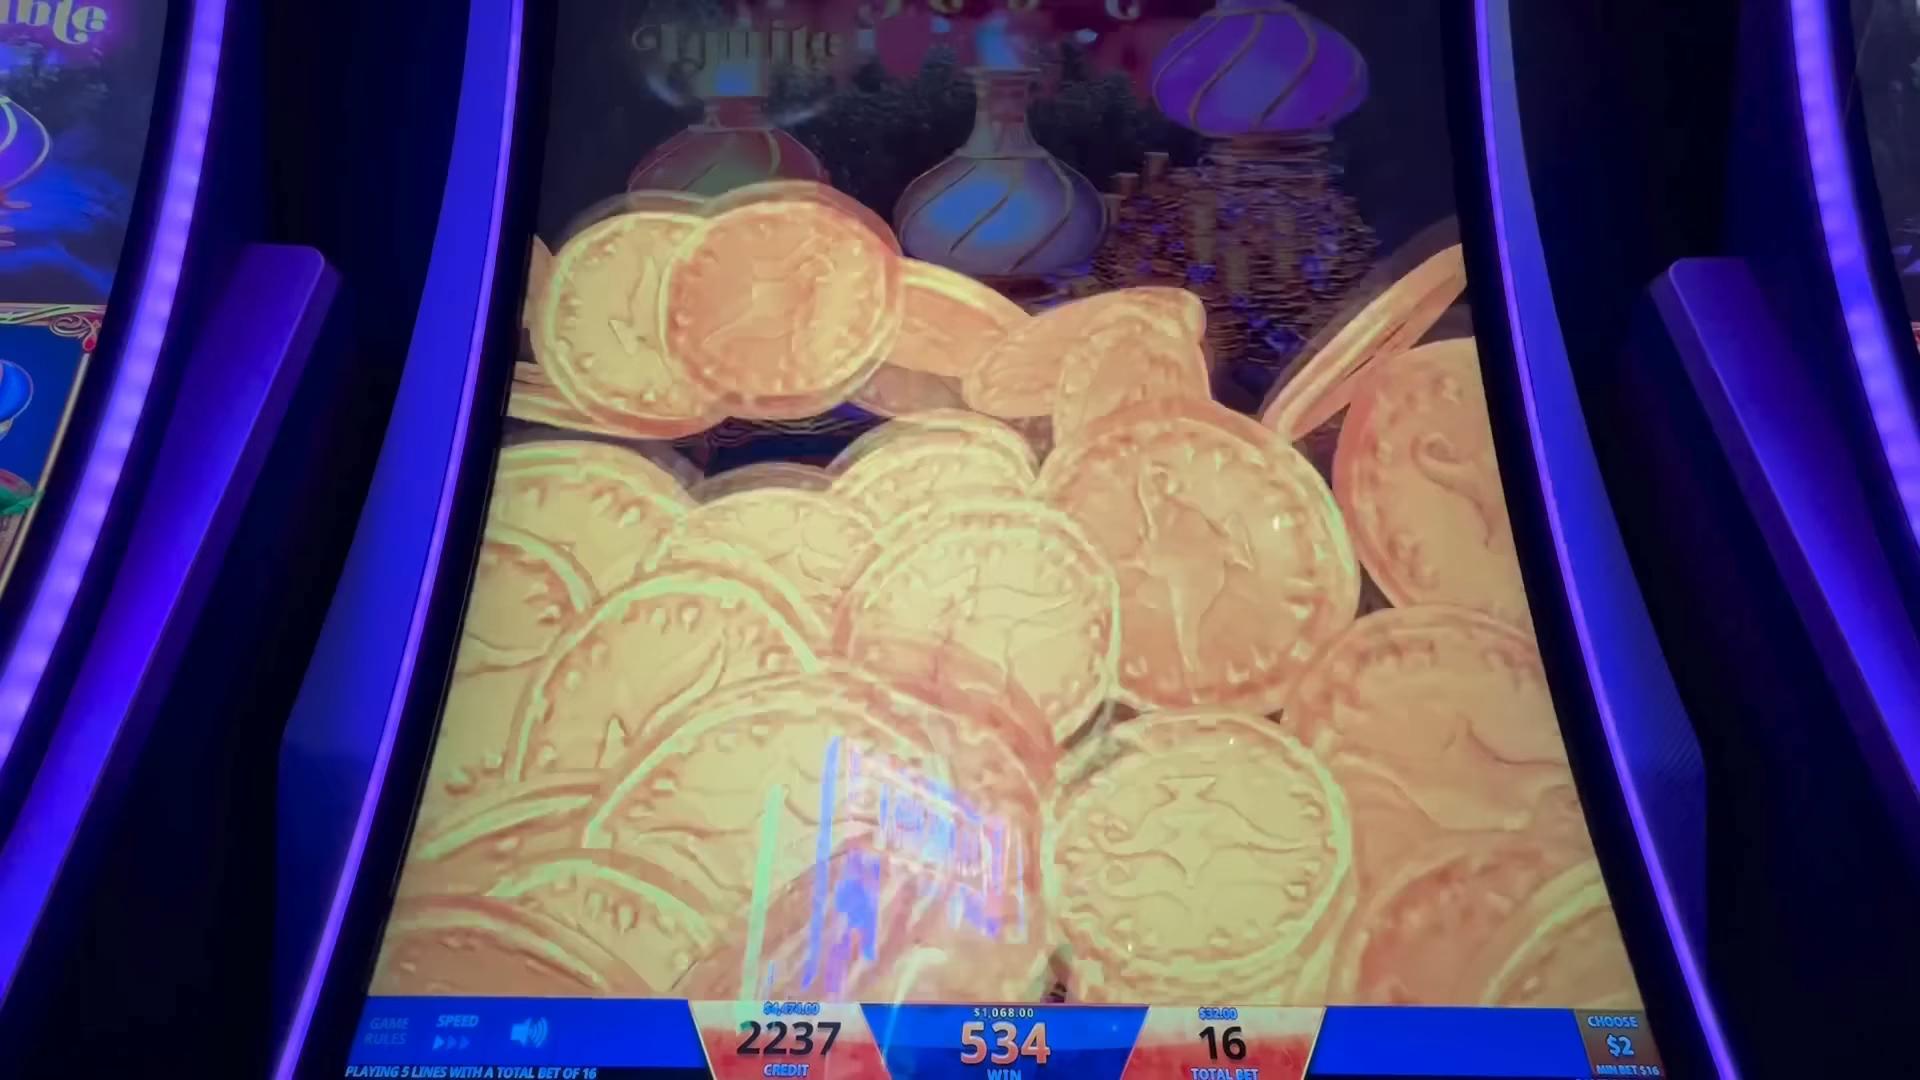 Ignite
$4,474.00
2237
CREDIT
$1,068.00
534
WIN
$32.00
16
TOTAL BET
GAME
RULES
SPEED
CHOOSE
$2
MIN BET $16
PLAYING 5 LINES WITH A TOTAL BET OF 16